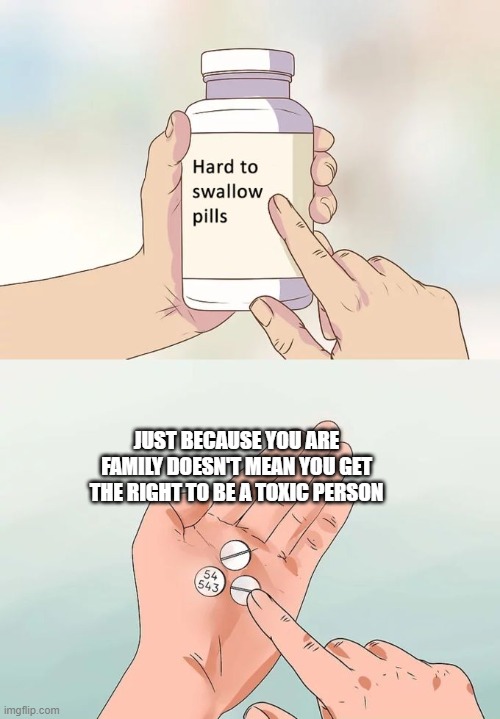 Hard to
swallow
pills
JUST BECAUSE YOU ARE
FAMILY DOESN'T MEAN YOU GET
THE RIGHT TO BE A TOXIC PERSON
54
543
imgflip.com